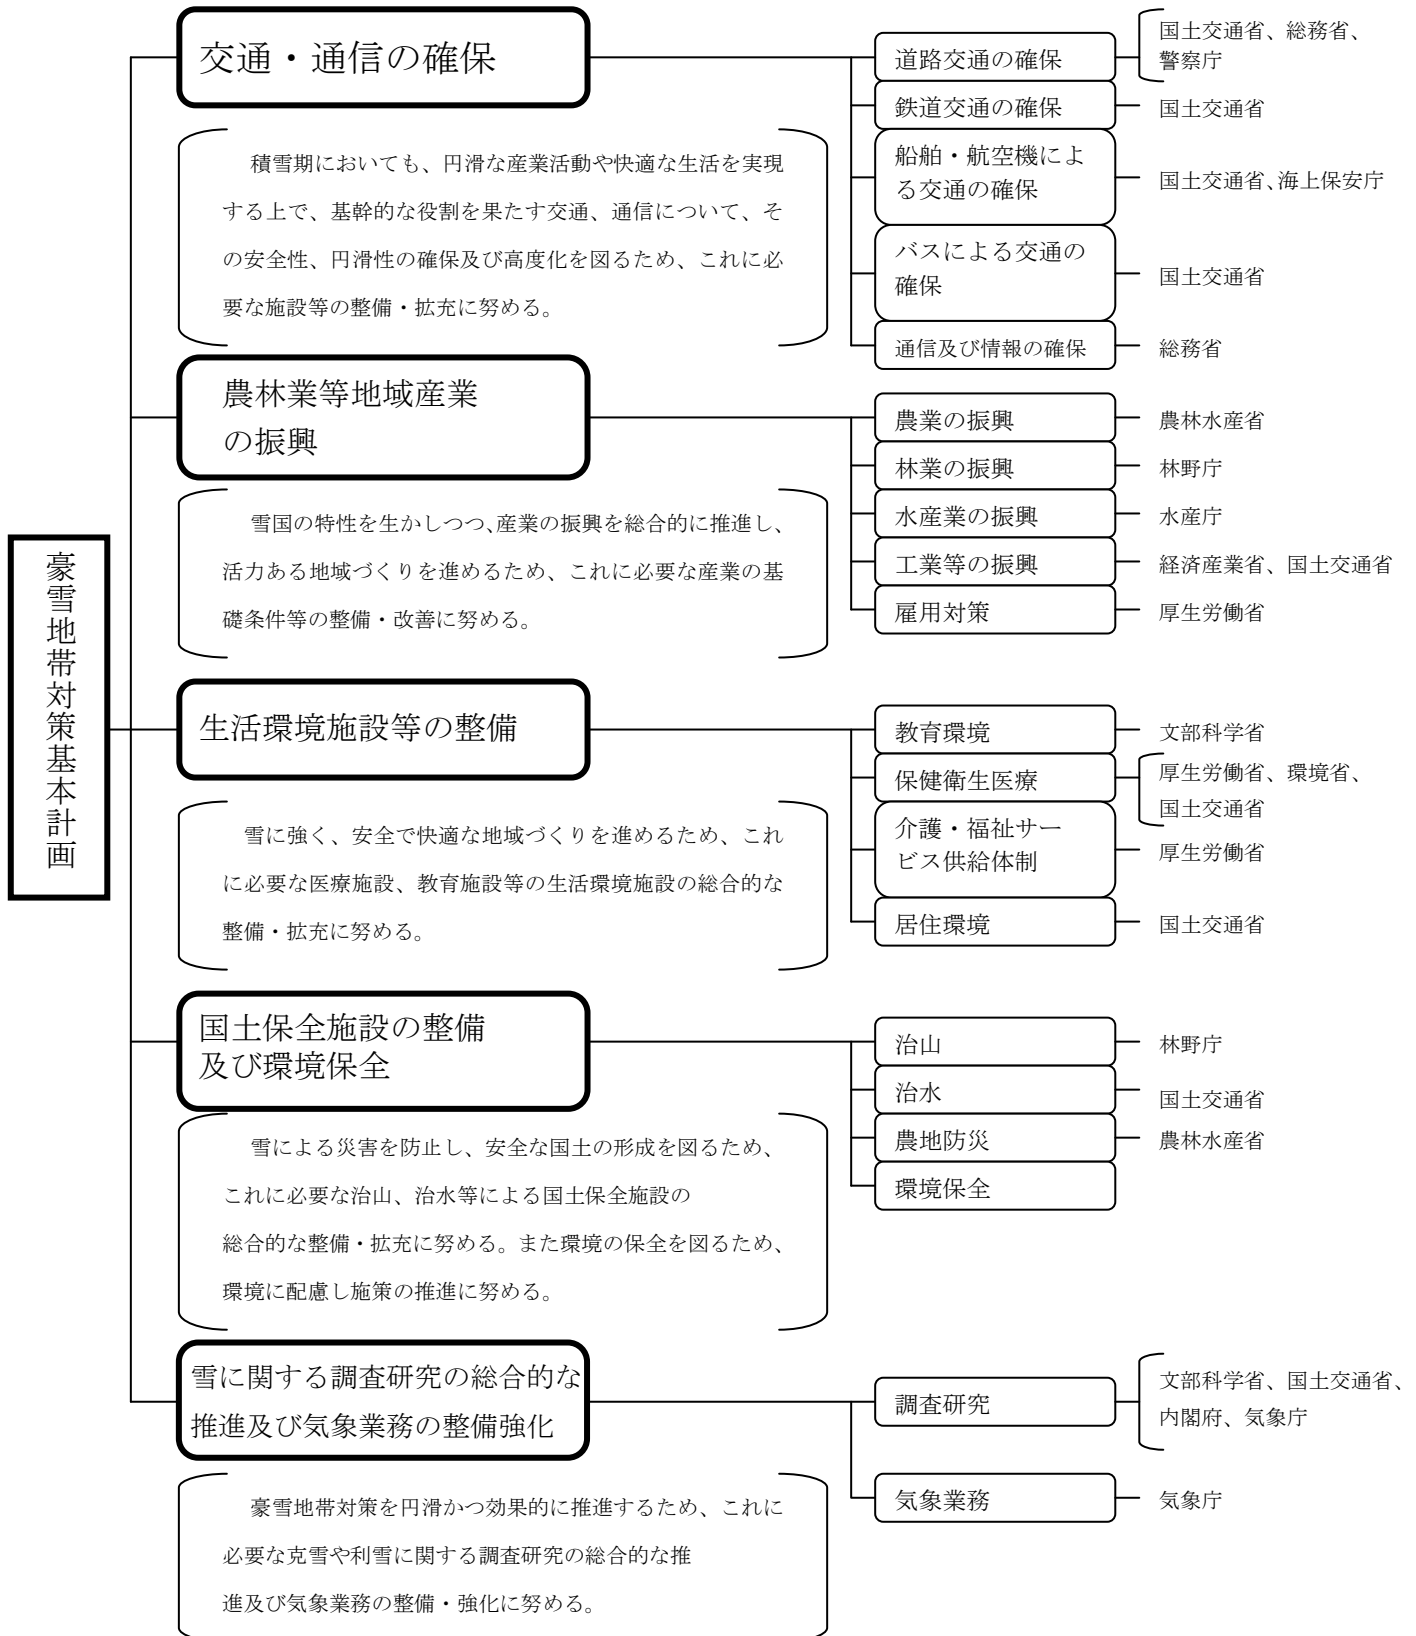 豪雪地帯対策基本計画
交通・通信の確保
積雪期においても、円滑な産業活動や快適な生活を実現
する上で、基幹的な役割を果たす交通、通信について、そ
の安全性、円滑性の確保及び高度化を図るため、これに必
要な施設等の整備・拡充に努める。
道路交通の確保
国土交通省、総務省、
警察庁
鉄道交通の確保
国土交通省
船舶・航空機によ
る交通の確保
国土交通省、海上保安庁
バスによる交通の
確保
国土交通省
通信及び情報の確保
総務省
農林業等地域産業
の振興
雪国の特性を生かしつつ、産業の振興を総合的に推進し、
活力ある地域づくりを進めるため、これに必要な産業の基
礎条件等の整備・改善に努める。
農業の振興
農林水産省
林業の振興
林野庁
水産業の振興
水産庁
工業等の振興
経済産業省、国土交通省
雇用対策
厚生労働省
生活環境施設等の整備
雪に強く、安全で快適な地域づくりを進めるため、これ
に必要な医療施設、教育施設等の生活環境施設の総合的な
整備・拡充に努める。
教育環境
文部科学省
保健衛生医療
厚生労働省、環境省、
国土交通省
介護・福祉サー
ビス供給体制
厚生労働省
居住環境
国土交通省
国土保全施設の整備
及び環境保全
雪による災害を防止し、安全な国土の形成を図るため、
これに必要な治山、治水等による国土保全施設の
総合的な整備・拡充に努める。また環境の保全を図るため、
環境に配慮し施策の推進に努める。
治山
林野庁
治水
国土交通省
農地防災
農林水産省
環境保全
雪に関する調査研究の総合的な
推進及び気象業務の整備強化
豪雪地帯対策を円滑かつ効果的に推進するため、これに
必要な克雪や利雪に関する調査研究の総合的な推
進及び気象業務の整備・強化に努める。
調査研究
文部科学省、国土交通省、
内閣府、気象庁
気象業務
気象庁